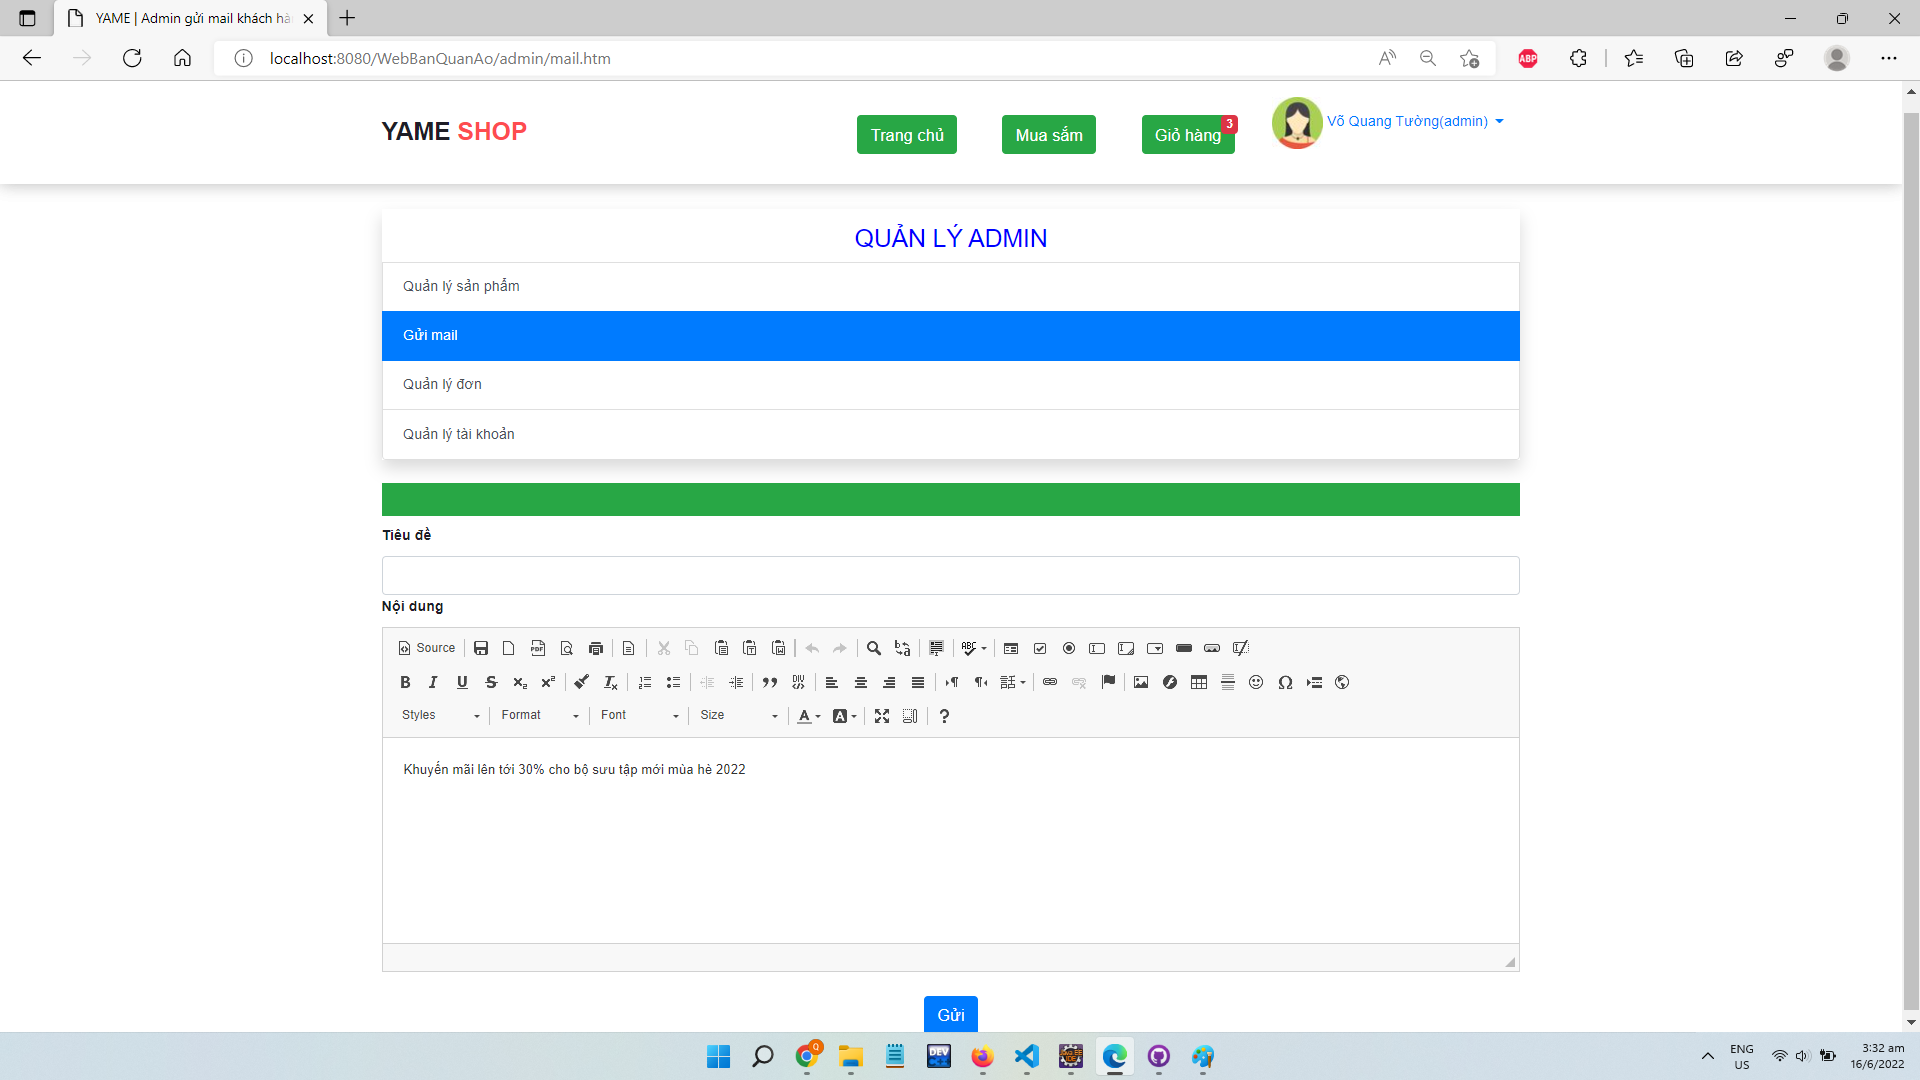 YAME | Admin gửi mail khách hà
localhost:8080/WebBanQuanAo/admin/mail.htm
ABP
YAME SHOP
Trang chủ
Mua sắm
Giỏ hàng
3
Võ Quang Tường(admin)
QUẢN LÝ ADMIN
Quản lý sản phẩm
Gửi mail
Quản lý đơn
Quản lý tài khoản
Tiêu đề
Nội dung
Source
Styles
Format
Font
Size
Khuyến mãi lên tới 30% cho bộ sưu tập mới mùa hè 2022
Gửi
ENG
US
3:32 am
16/6/2022